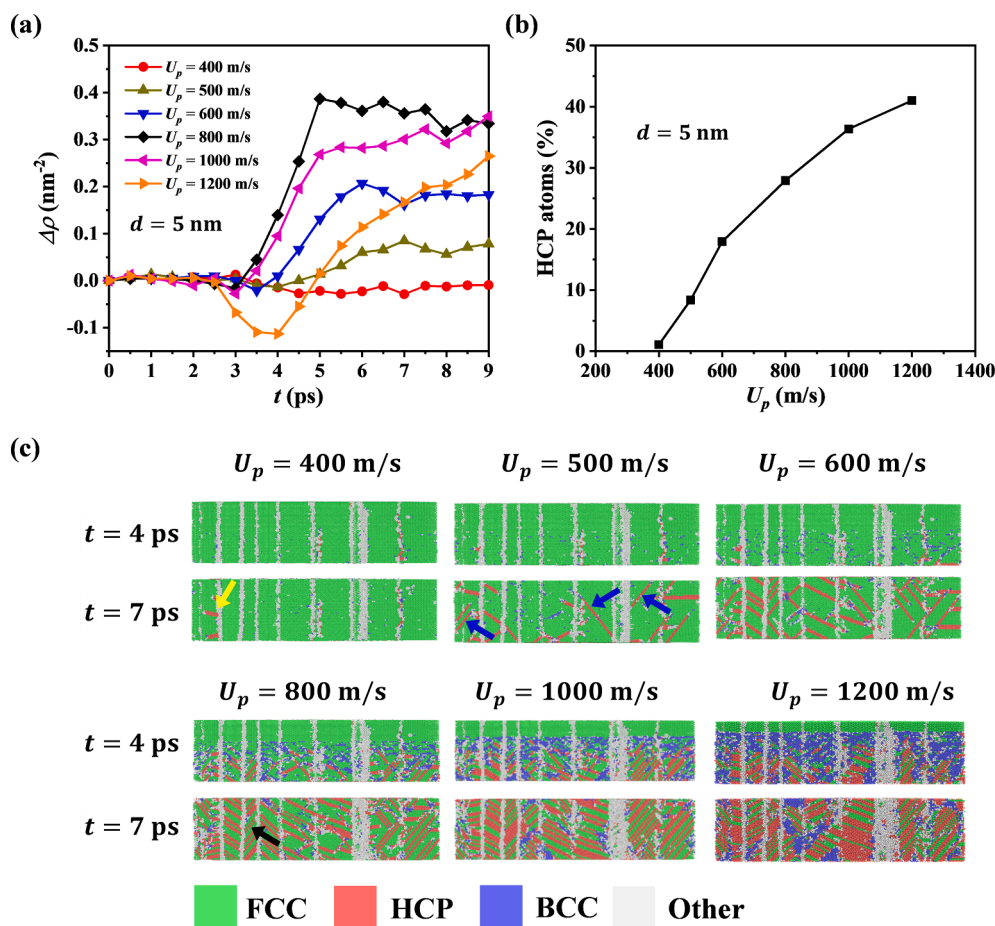 (a)
0.5
0.4
0.3
0.2
0.1
0.0
-0.1
Δρ (nm⁻²)
U_p = 400 m/s
U_p = 500 m/s
U_p = 600 m/s
U_p = 800 m/s
U_p = 1000 m/s
U_p = 1200 m/s
d = 5 nm
0 1 2 3 4 5 6 7 8 9
t (ps)
(b)
50
40
30
20
10
0
HCP atoms (%)
d = 5 nm
200 400 600 800 1000 1200 1400
U_p (m/s)
(c)
U_p = 400 m/s U_p = 500 m/s U_p = 600 m/s
t = 4 ps
t = 7 ps
U_p = 800 m/s U_p = 1000 m/s U_p = 1200 m/s
t = 4 ps
t = 7 ps
FCC HCP BCC Other